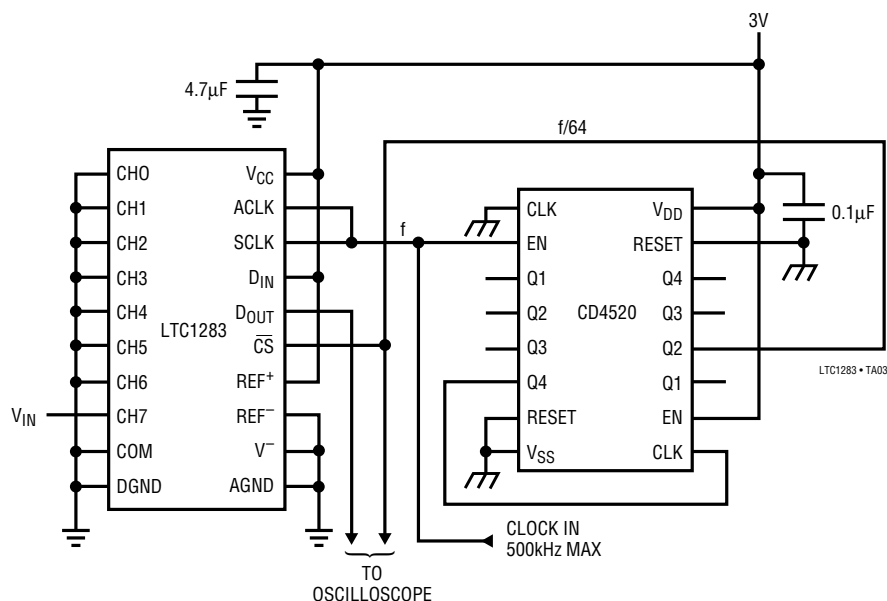 3V
4.7µF
f/64
CH0
CH1
CH2
CH3
CH4
CH5
CH6
CH7
COM
DGND
LTC1283
VCC
ACLK
SCLK
DIN
DOUT
CS
REF+
REF–
V–
AGND
VIN
f
CLK
EN
Q1
Q2
Q3
Q4
RESET
VSS
CD4520
VDD
RESET
Q4
Q3
Q2
Q1
EN
CLK
0.1µF
LTC1283 • TA03
CLOCK IN
500kHz MAX
TO
OSCILLOSCOPE